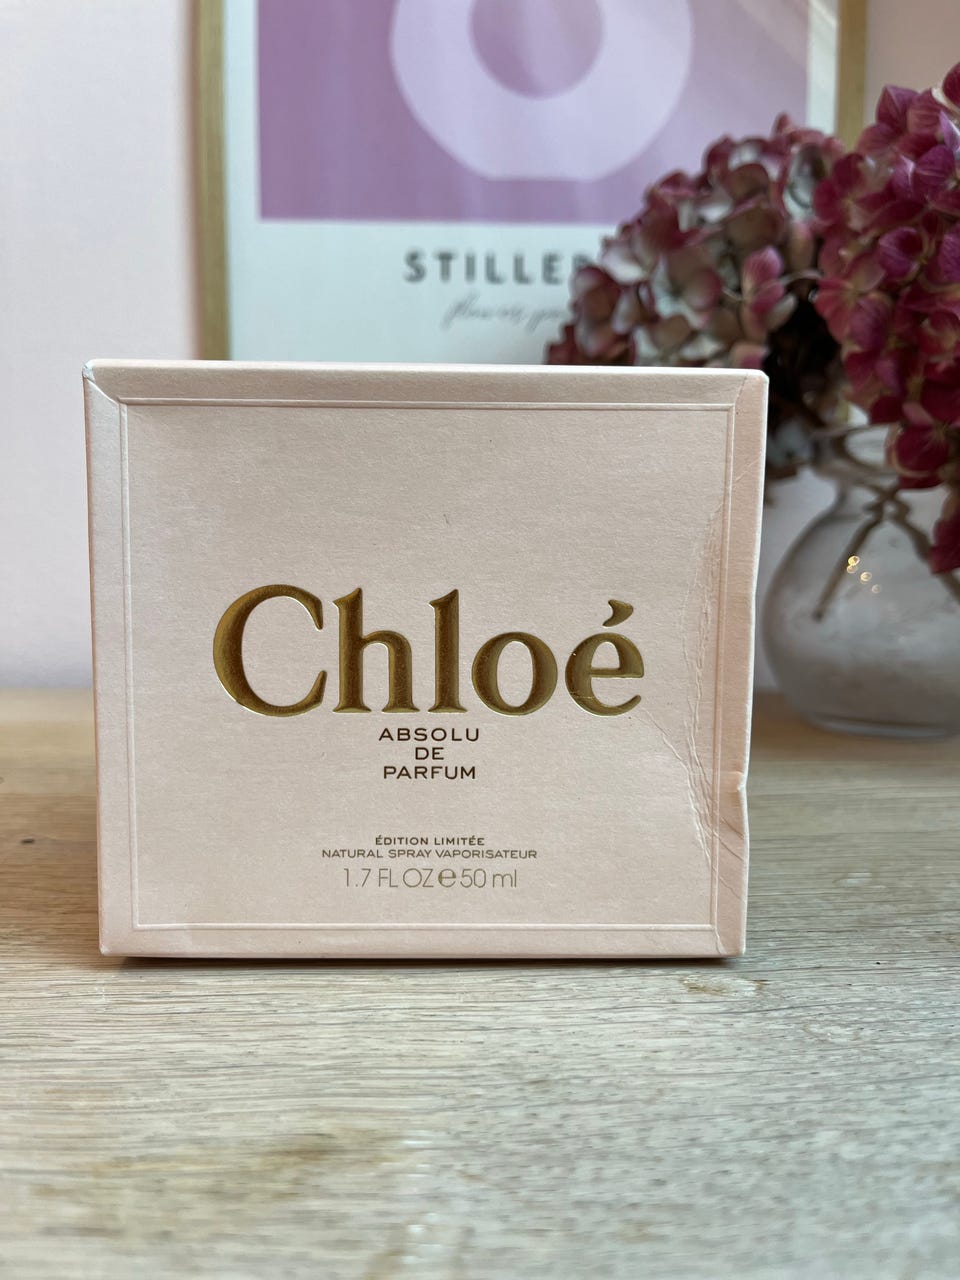 STILLE
Chloé
ABSOLU
DE
PARFUM
ÉDITION LIMITÉE
NATURAL SPRAY VAPORISATEUR
1.7 FL OZ ℮ 50 ml